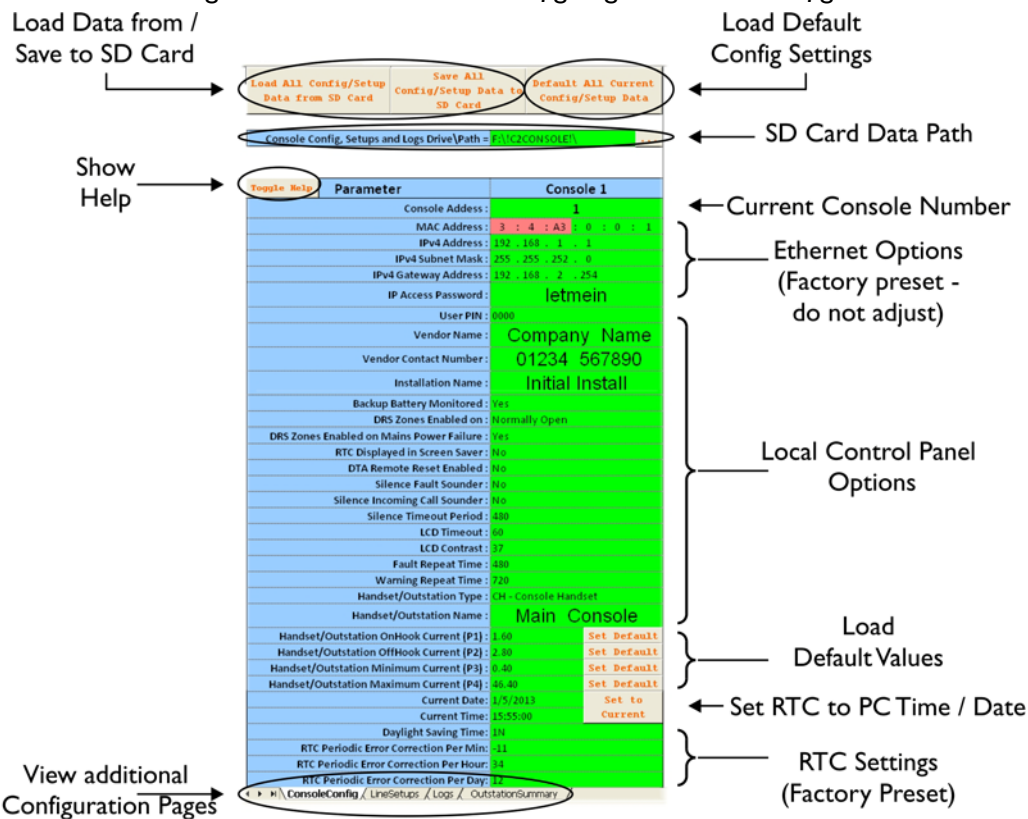 Load Data from /
Save to SD Card
Load Default
Config Settings
Load All Config/Setup
Data from SD Card
Save All
Config/Setup Data to
SD Card
Default All Current
Config/Setup Data
Console Config, Setups and Logs Drive\Path = F:\!C2CONSOLE!\
...
SD Card Data Path
Show
Help
Toggle Help
Parameter
Console 1
Console Addess : 1
Current Console Number
MAC Address : 3 : 4 : A3 : 0 : 0 : 1
IPv4 Address : 192 . 168 . 1 . 1
IPv4 Subnet Mask : 255 . 255 . 252 . 0
IPv4 Gateway Address : 192 . 168 . 2 . 254
IP Access Password : letmein
Ethernet Options
(Factory preset -
do not adjust)
User PIN : 0000
Vendor Name : Company Name
Vendor Contact Number : 01234 567890
Installation Name : Initial Install
Backup Battery Monitored : Yes
DRS Zones Enabled on : Normally Open
DRS Zones Enabled on Mains Power Failure : Yes
RTC Displayed in Screen Saver : No
DTA Remote Reset Enabled : No
Silence Fault Sounder : No
Silence Incoming Call Sounder : No
Silence Timeout Period : 480
LCD Timeout : 60
LCD Contrast : 37
Fault Repeat Time : 480
Warning Repeat Time : 720
Handset/Outstation Type : CH - Console Handset
Handset/Outstation Name : Main Console
Local Control Panel
Options
Handset/Outstation OnHook Current (P1) : 1.60 Set Default
Handset/Outstation OffHook Current (P2) : 2.80 Set Default
Handset/Outstation Minimum Current (P3) : 0.40 Set Default
Handset/Outstation Maximum Current (P4) : 46.40 Set Default
Load
Default Values
Current Date: 1/5/2013
Current Time: 15:55:00
Set to
Current
Set RTC to PC Time / Date
Daylight Saving Time: 1N
RTC Periodic Error Correction Per Min: -11
RTC Periodic Error Correction Per Hour: 34
RTC Periodic Error Correction Per Day: 12
RTC Settings
(Factory Preset)
View additional
Configuration Pages
ConsoleConfig / LineSetups / Logs / OutstationSummary